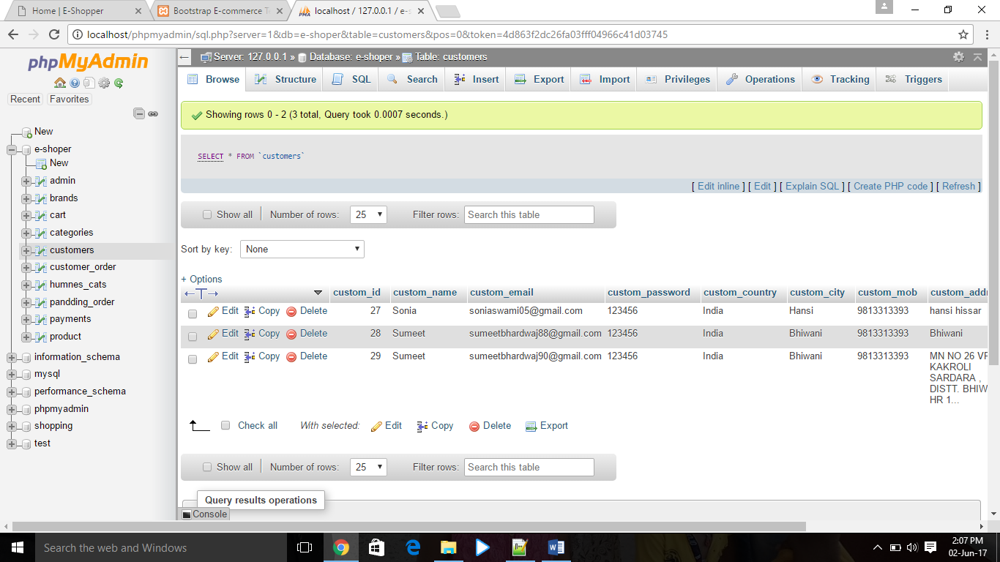 Home | E-Shopper
Bootstrap E-commerce Te
localhost / 127.0.0.1 / e-s
localhost/phpmyadmin/sql.php?server=1&db=e-shoper&table=customers&pos=0&token=4d863f2dc26fa03fff04966c41d03745
phpMyAdmin
Recent Favorites
New
e-shoper
New
admin
brands
cart
categories
customers
customer_order
humnes_cats
pandding_order
payments
product
information_schema
mysql
performance_schema
phpmyadmin
shopping
test
Server: 127.0.0.1 » Database: e-shoper » Table: customers
Browse Structure SQL Search Insert Export Import Privileges Operations Tracking Triggers
Showing rows 0 - 2 (3 total, Query took 0.0007 seconds.)
SELECT * FROM `customers`
[ Edit inline ] [ Edit ] [ Explain SQL ] [ Create PHP code ] [ Refresh ]
Show all Number of rows: 25 Filter rows: Search this table
Sort by key: None
+ Options
custom_id custom_name custom_email custom_password custom_country custom_city custom_mob custom_addr
Edit Copy Delete 27 Sonia soniaswami05@gmail.com 123456 India Hansi 9813313393 hansi hissar
Edit Copy Delete 28 Sumeet sumeetbhardwaj88@gmail.com 123456 India Bhiwani 9813313393 Bhiwani
Edit Copy Delete 29 Sumeet sumeetbhardwaj90@gmail.com 123456 India Bhiwani 9813313393 MN NO 26 VP
KAKROLI
SARDARA ,
DISTT. BHIW
HR 1...
Check all With selected: Edit Copy Delete Export
Show all Number of rows: 25 Filter rows: Search this table
Query results operations
Console
Search the web and Windows
2:07 PM
02-Jun-17